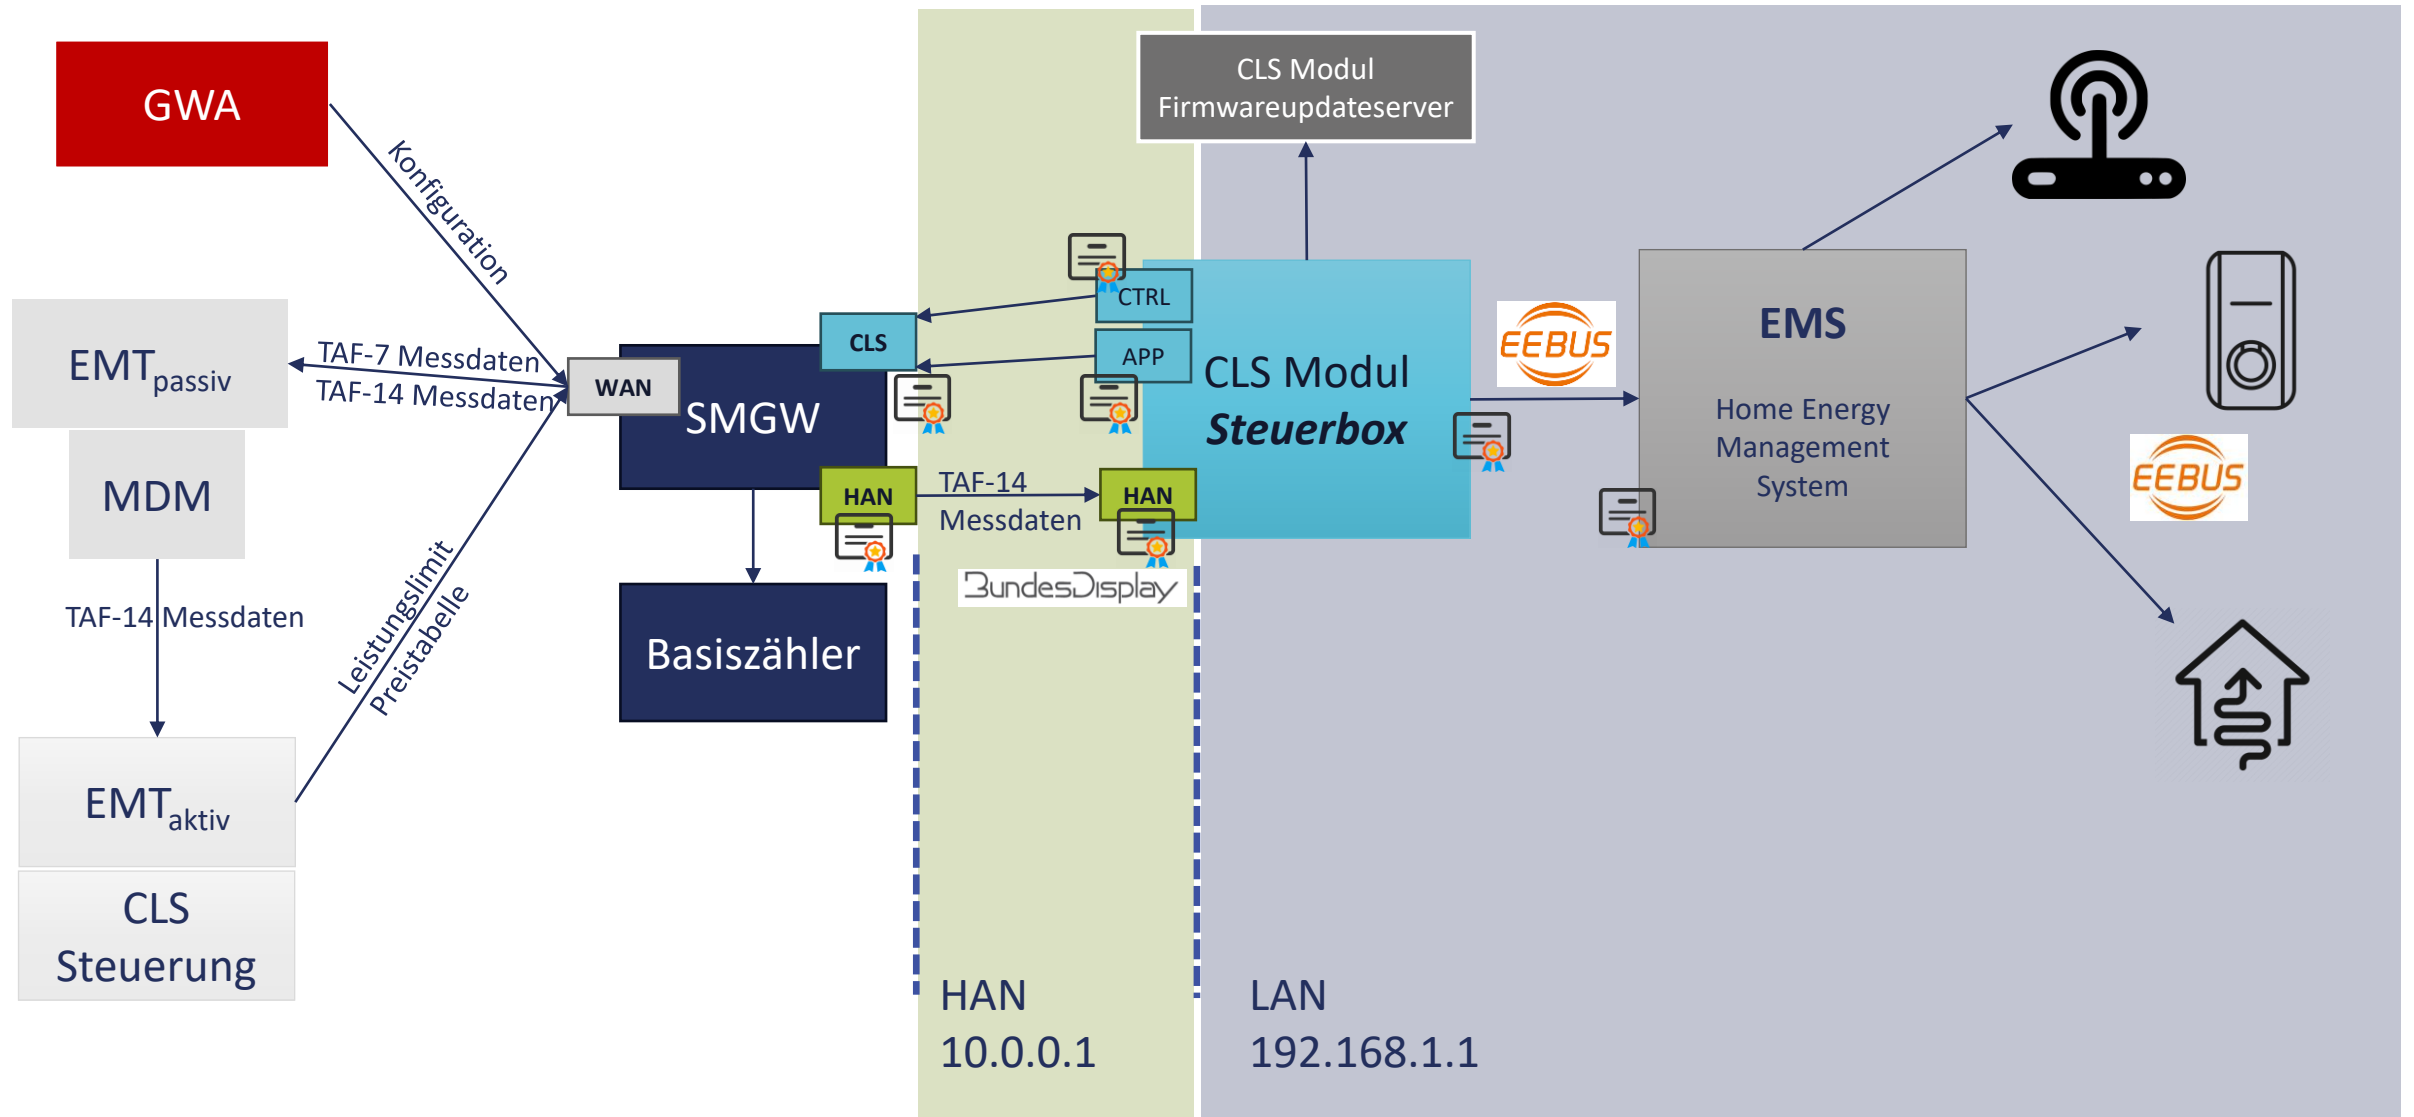 GWA
Konfiguration
EMTpassiv
MDM
TAF-7 Messdaten
TAF-14 Messdaten
TAF-14 Messdaten
EMTaktiv
CLS
Steuerung
Leistungslimit
Preistabelle
WAN
SMGW
CLS
HAN
Basiszähler
TAF-14
Messdaten
BundesDisplay
HAN
10.0.0.1
CLS Modul
Firmwareupdateserver
CTRL
APP
HAN
CLS Modul
Steuerbox
EEBUS
EMS
Home Energy
Management
System
EEBUS
LAN
192.168.1.1